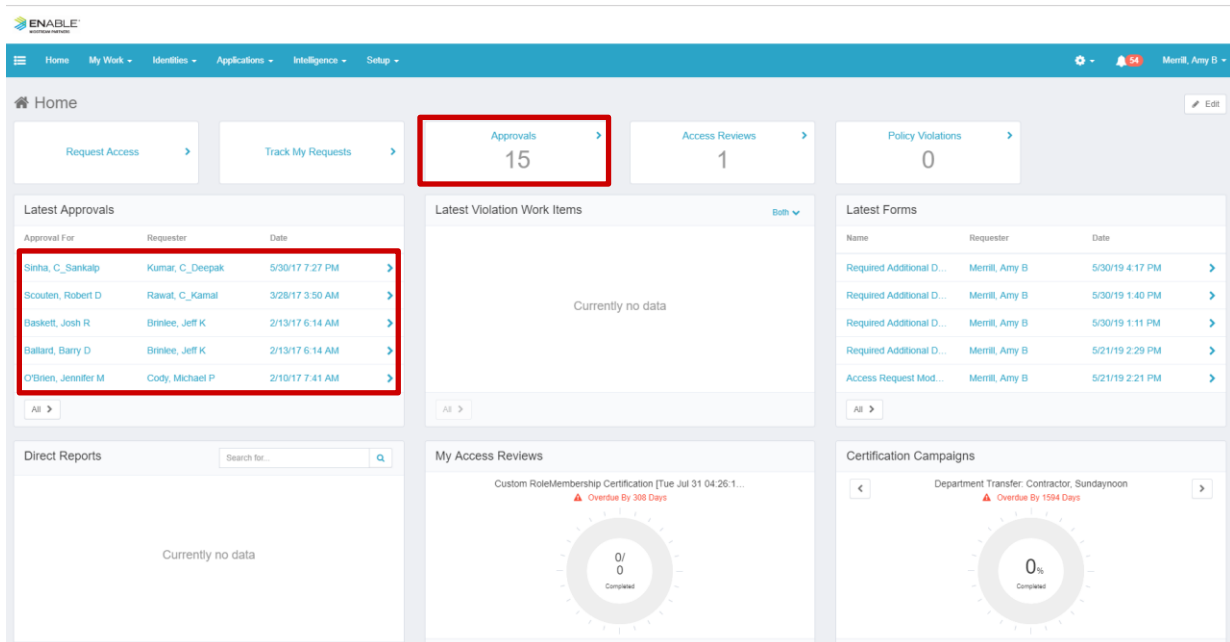 ENABLE
MIDSTREAM PARTNERS
Home My Work Identities Applications Intelligence Setup 54 Merrill, Amy B
Home Edit
Request Access
Track My Requests
Approvals
15
Access Reviews
1
Policy Violations
0
Latest Approvals
Approval For Requester Date
Sinha, C_Sankalp Kumar, C_Deepak 5/30/17 7:27 PM
Scouten, Robert D Rawat, C_Kamal 3/28/17 3:50 AM
Baskett, Josh R Brinlee, Jeff K 2/13/17 6:14 AM
Ballard, Barry D Brinlee, Jeff K 2/13/17 6:14 AM
O'Brien, Jennifer M Cody, Michael P 2/10/17 7:41 AM
All
Latest Violation Work Items Both
Currently no data
All
Latest Forms
Name Requester Date
Required Additional D... Merrill, Amy B 5/30/19 4:17 PM
Required Additional D... Merrill, Amy B 5/30/19 1:40 PM
Required Additional D... Merrill, Amy B 5/30/19 1:11 PM
Required Additional D... Merrill, Amy B 5/21/19 2:29 PM
Access Request Mod... Merrill, Amy B 5/21/19 2:21 PM
All
Direct Reports Search for...
Currently no data
My Access Reviews
Custom RoleMembership Certification [Tue Jul 31 04:26:1...
Overdue By 308 Days
0/
0
Completed
Certification Campaigns
Department Transfer: Contractor, Sundaynoon
Overdue By 1594 Days
0%
Completed